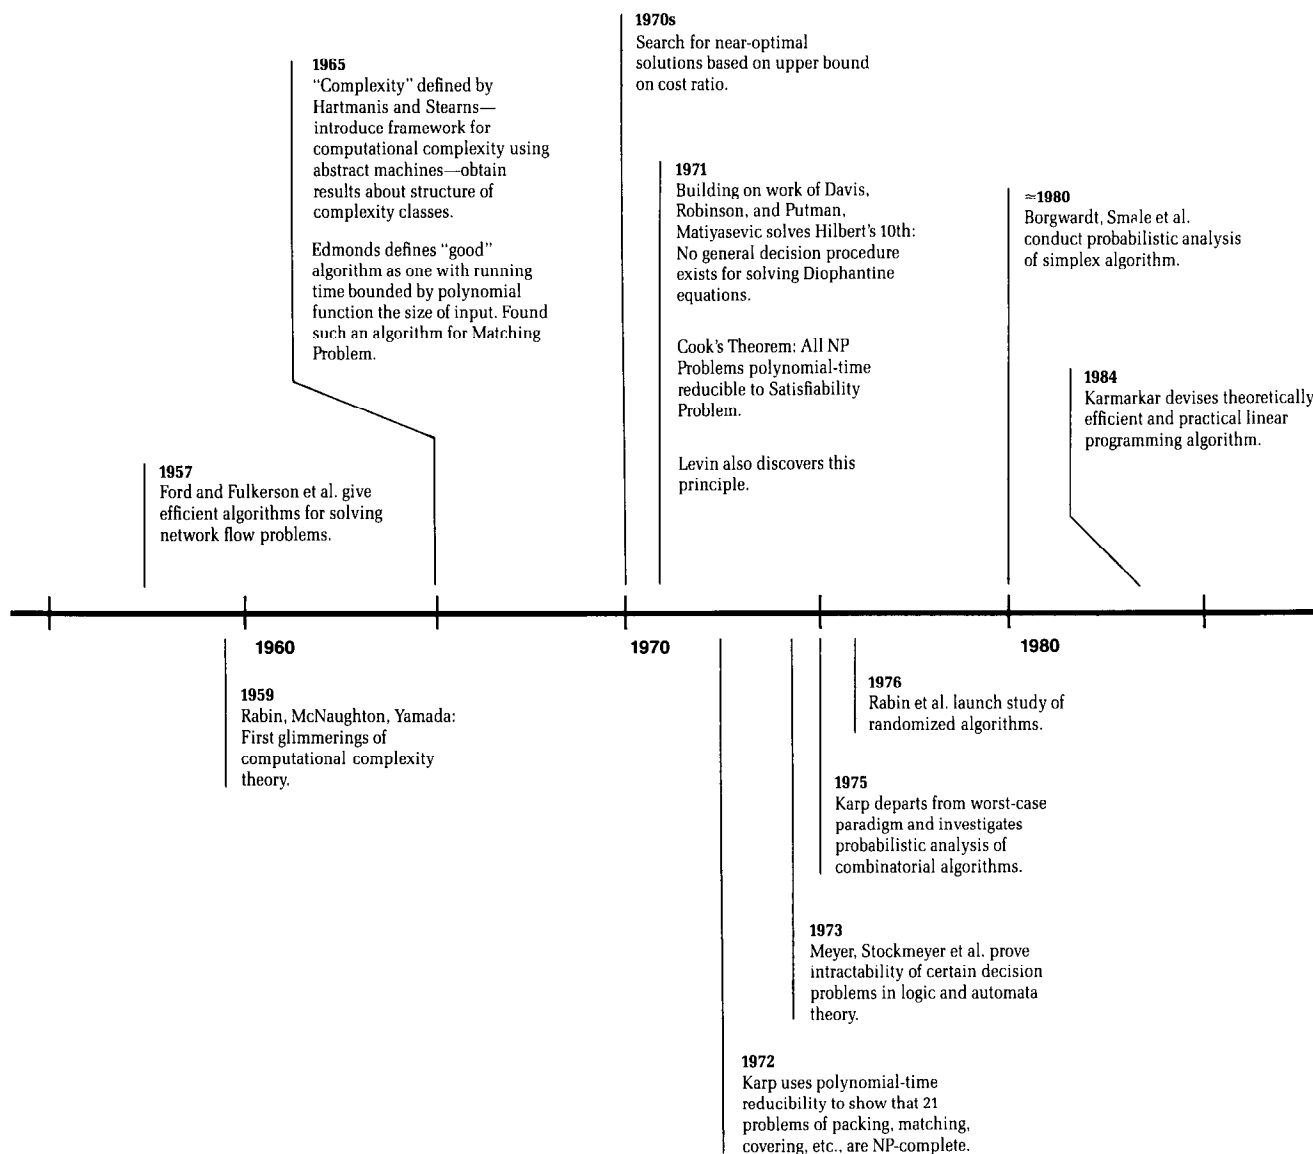 1970s
Search for near-optimal
solutions based on upper bound
on cost ratio.
1965
“Complexity” defined by
Hartmanis and Stearns—
introduce framework for
computational complexity using
abstract machines—obtain
results about structure of
complexity classes.
Edmonds defines “good”
algorithm as one with running
time bounded by polynomial
function the size of input. Found
such an algorithm for Matching
Problem.
1971
Building on work of Davis,
Robinson, and Putman,
Matiyasevic solves Hilbert's 10th:
No general decision procedure
exists for solving Diophantine
equations.
Cook's Theorem: All NP
Problems polynomial-time
reducible to Satisfiability
Problem.
Levin also discovers this
principle.
≈1980
Borgwardt, Smale et al.
conduct probabilistic analysis
of simplex algorithm.
1984
Karmarkar devises theoretically
efficient and practical linear
programming algorithm.
1957
Ford and Fulkerson et al. give
efficient algorithms for solving
network flow problems.
1960
1970
1980
1959
Rabin, McNaughton, Yamada:
First glimmerings of
computational complexity
theory.
1976
Rabin et al. launch study of
randomized algorithms.
1975
Karp departs from worst-case
paradigm and investigates
probabilistic analysis of
combinatorial algorithms.
1973
Meyer, Stockmeyer et al. prove
intractability of certain decision
problems in logic and automata
theory.
1972
Karp uses polynomial-time
reducibility to show that 21
problems of packing, matching,
covering, etc., are NP-complete.